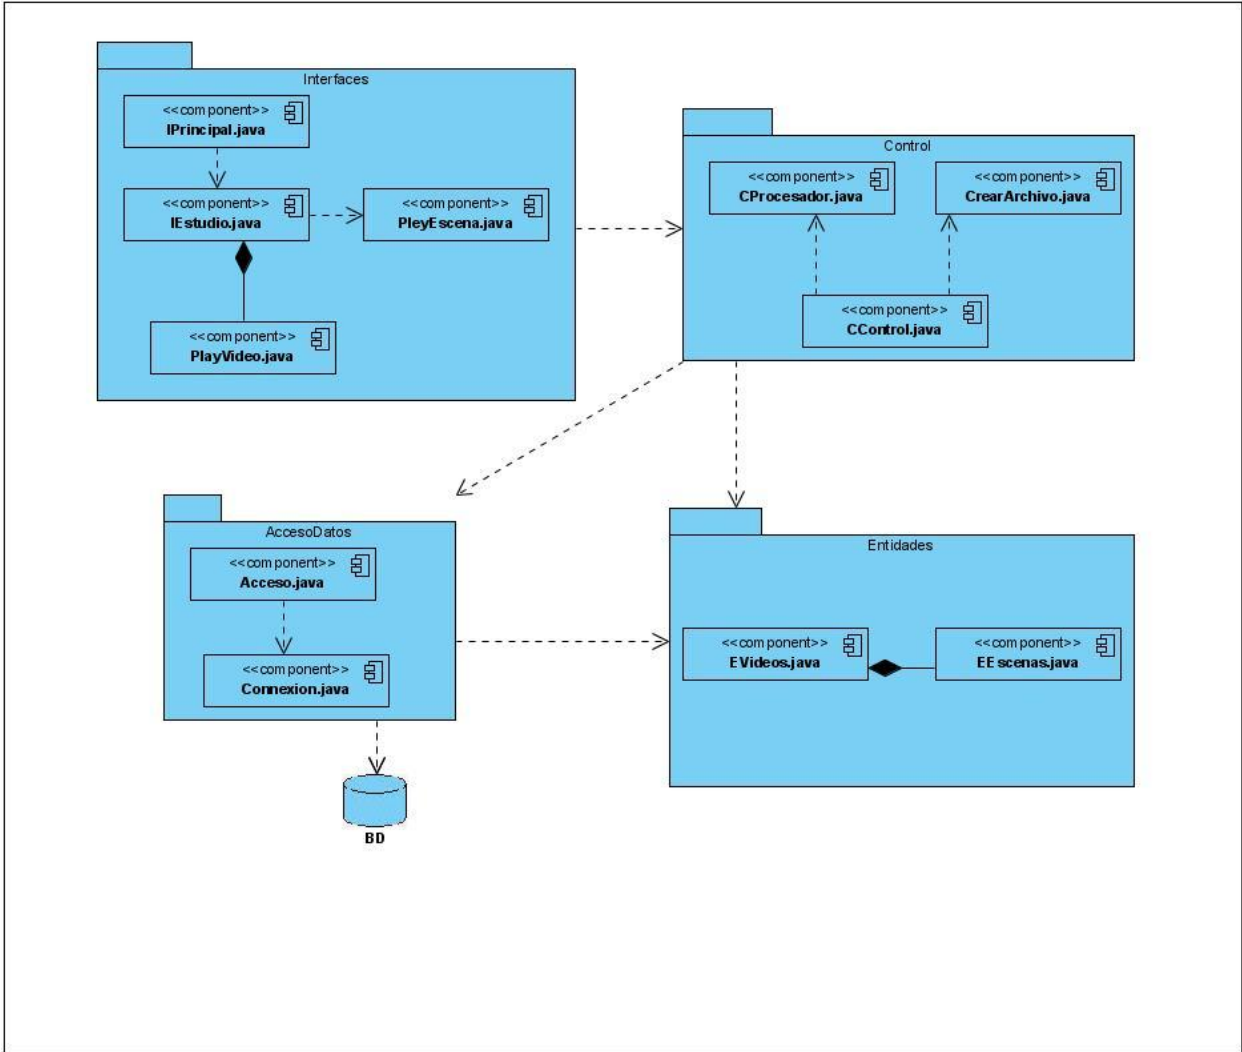 Interfaces
<<component>>
IPrincipal.java
<<component>>
IEstudio.java
<<component>>
PleyEscena.java
<<component>>
PlayVideo.java
Control
<<component>>
CProcesador.java
<<component>>
CrearArchivo.java
<<component>>
CControl.java
AccesoDatos
<<component>>
Acceso.java
<<component>>
Connexion.java
Entidades
<<component>>
EVideos.java
<<component>>
EEscenas.java
BD